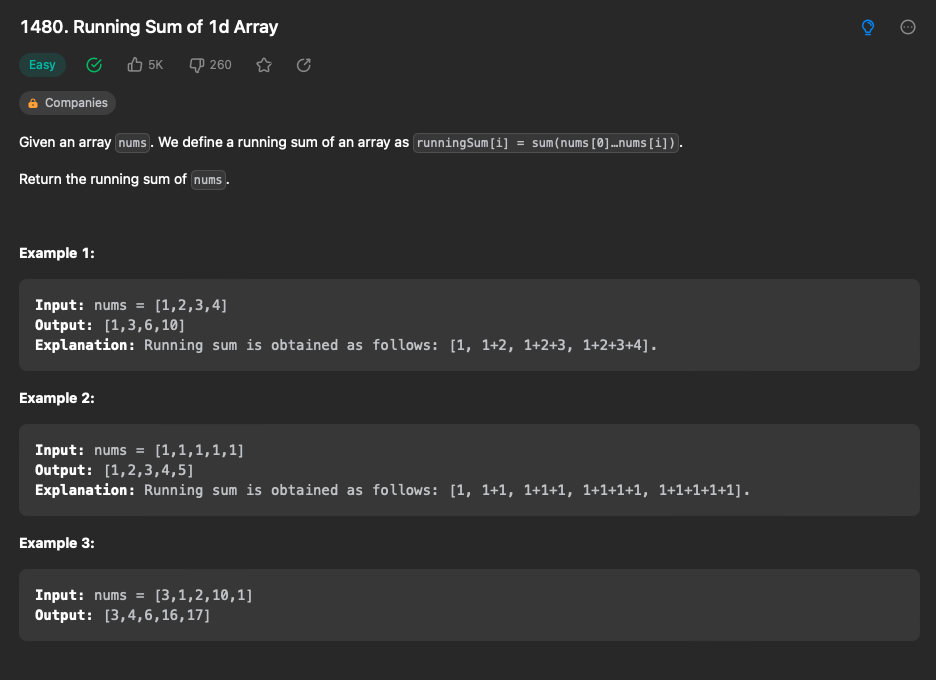 1480. Running Sum of 1d Array
Easy 5K 260
Companies
Given an array nums. We define a running sum of an array as runningSum[i] = sum(nums[0]…nums[i]).
Return the running sum of nums.
Example 1:
Input: nums = [1,2,3,4]
Output: [1,3,6,10]
Explanation: Running sum is obtained as follows: [1, 1+2, 1+2+3, 1+2+3+4].
Example 2:
Input: nums = [1,1,1,1,1]
Output: [1,2,3,4,5]
Explanation: Running sum is obtained as follows: [1, 1+1, 1+1+1, 1+1+1+1, 1+1+1+1+1].
Example 3:
Input: nums = [3,1,2,10,1]
Output: [3,4,6,16,17]